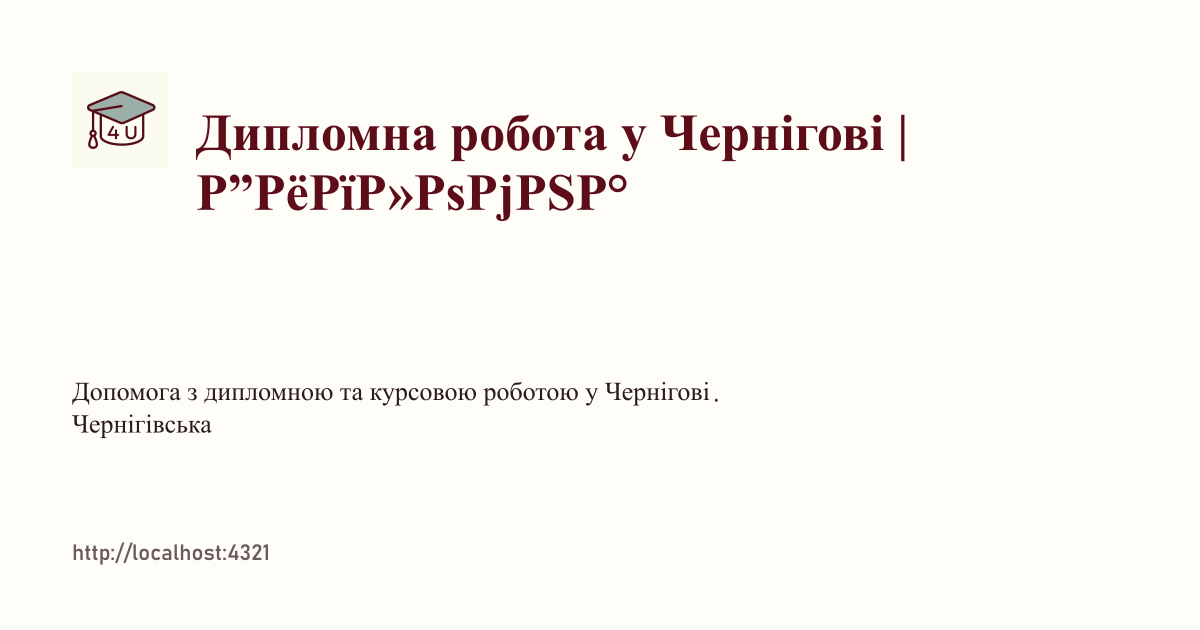 4 U
Дипломна робота у Чернігові |
Р”РёРїР»РѕРјРЅР°
Допомога з дипломною та курсовою роботою у Чернігові.
Чернігівська
http://localhost:4321